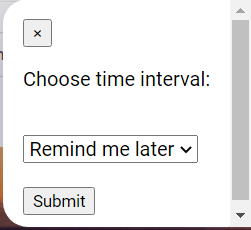 ×
Choose time interval:
Remind me later
Submit